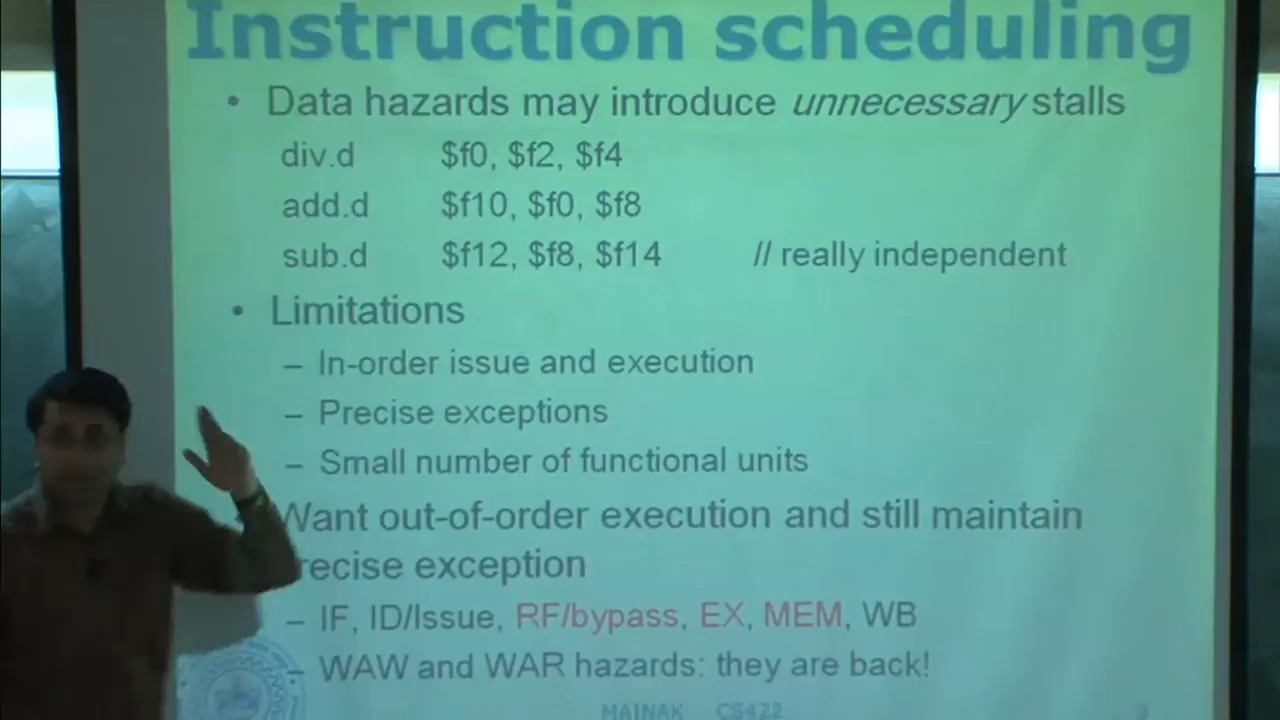 Instruction scheduling
• Data hazards may introduce unnecessary stalls
div.d $f0, $f2, $f4
add.d $f10, $f0, $f8
sub.d $f12, $f8, $f14 // really independent
• Limitations
– In-order issue and execution
– Precise exceptions
– Small number of functional units
Want out-of-order execution and still maintain
recise exception
– IF, ID/Issue, RF/bypass, EX, MEM, WB
– WAW and WAR hazards: they are back!
MAINAK CS422